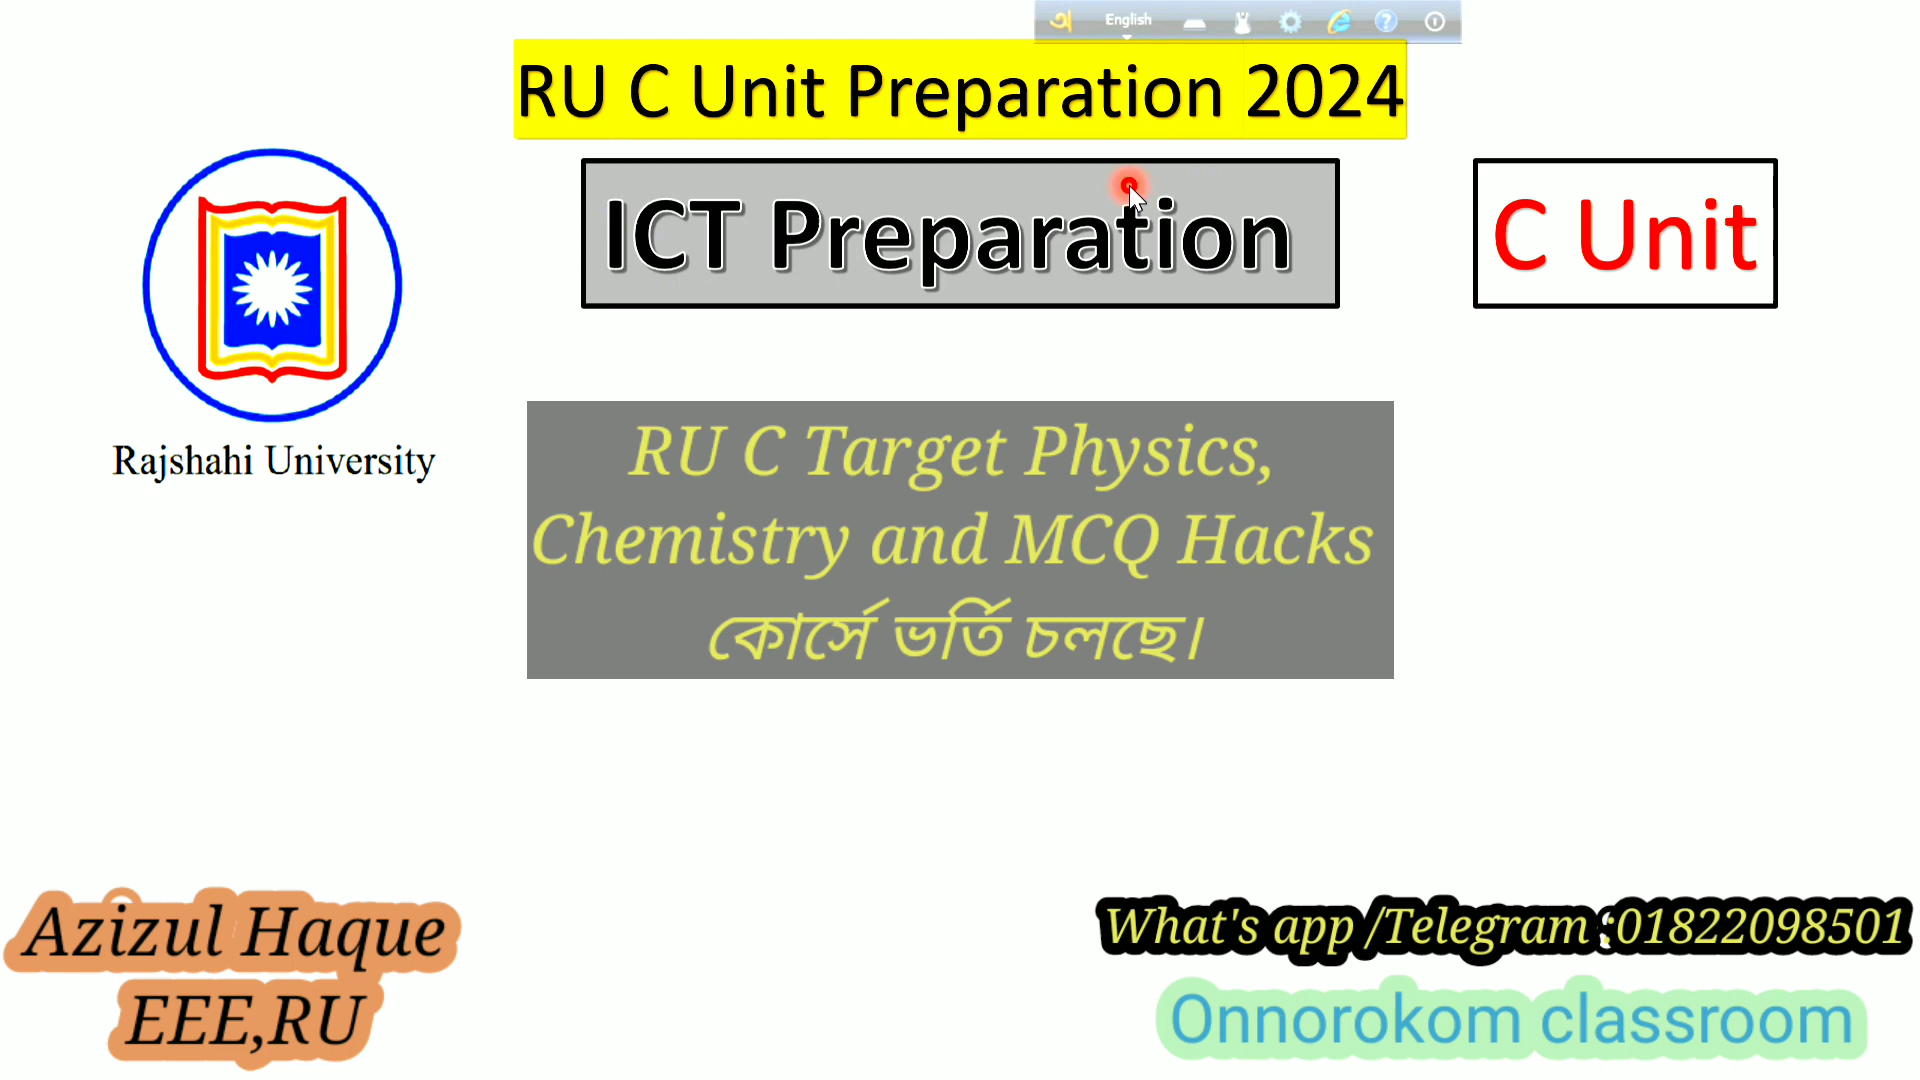 অ English
RU C Unit Preparation 2024
ICT Preparation
C Unit
Rajshahi University
RU C Target Physics,
Chemistry and MCQ Hacks
কোর্সে ভর্তি চলছে।
Azizul Haque
EEE,RU
What's app /Telegram :01822098501
Onnorokom classroom